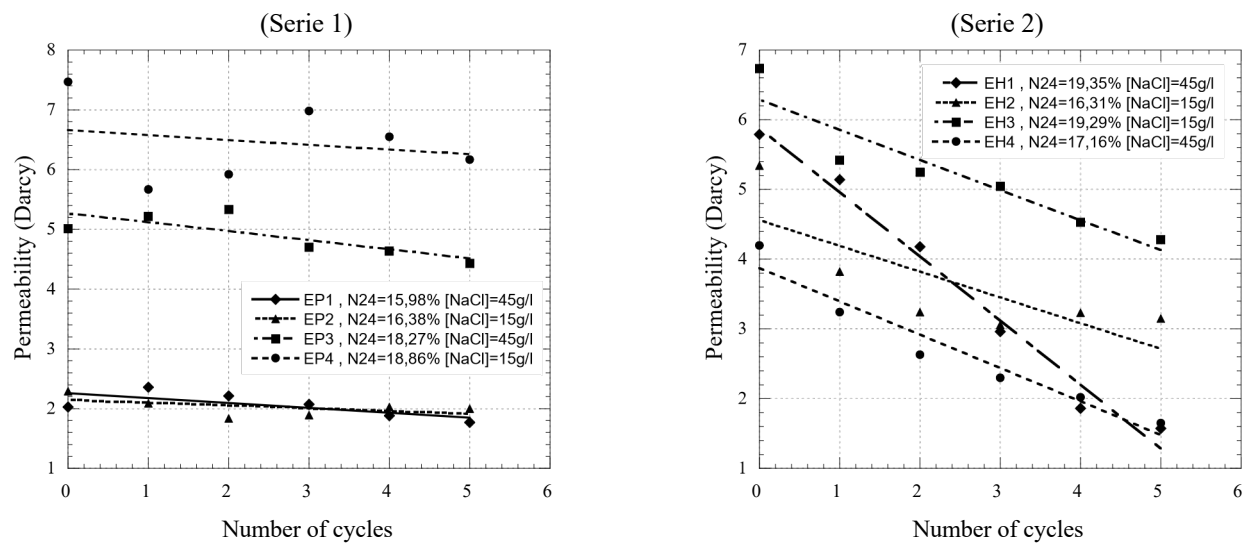 (Serie 1)
8
7
6
5
4
3
2
1
Permeability (Darcy)
EP1 , N24=15,98% [NaCl]=45g/l
EP2 , N24=16,38% [NaCl]=15g/l
EP3 , N24=18,27% [NaCl]=45g/l
EP4 , N24=18,86% [NaCl]=15g/l
0 1 2 3 4 5 6
Number of cycles
(Serie 2)
7
6
5
4
3
2
1
Permeability (Darcy)
EH1 , N24=19,35% [NaCl]=45g/l
EH2 , N24=16,31% [NaCl]=15g/l
EH3 , N24=19,29% [NaCl]=15g/l
EH4 , N24=17,16% [NaCl]=45g/l
0 1 2 3 4 5 6
Number of cycles